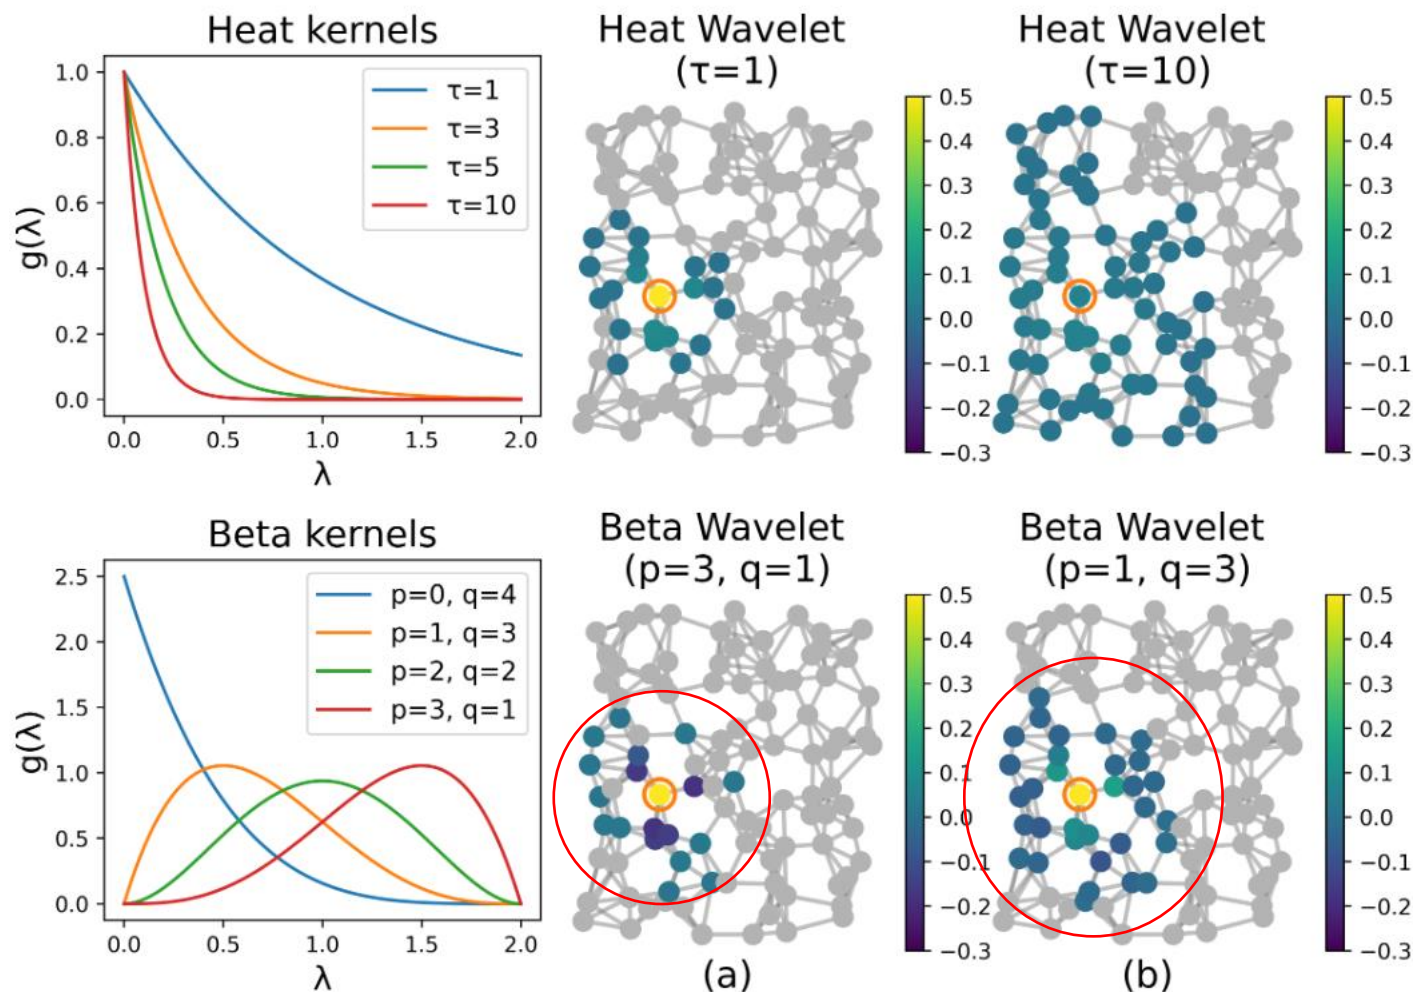 Heat kernels
1.0
0.8
0.6
0.4
0.2
0.0
g(λ)
τ=1
τ=3
τ=5
τ=10
0.0 0.5 1.0 1.5 2.0
λ
Heat Wavelet
(τ=1)
0.5
0.4
0.3
0.2
0.1
0.0
−0.1
−0.2
−0.3
Heat Wavelet
(τ=10)
0.5
0.4
0.3
0.2
0.1
0.0
−0.1
−0.2
−0.3
Beta kernels
2.5
2.0
1.5
1.0
0.5
0.0
g(λ)
p=0, q=4
p=1, q=3
p=2, q=2
p=3, q=1
0.0 0.5 1.0 1.5 2.0
λ
Beta Wavelet
(p=3, q=1)
0.5
0.4
0.3
0.2
0.1
0.0
−0.1
−0.2
−0.3
(a)
Beta Wavelet
(p=1, q=3)
0.5
0.4
0.3
0.2
0.1
0.0
−0.1
−0.2
−0.3
(b)